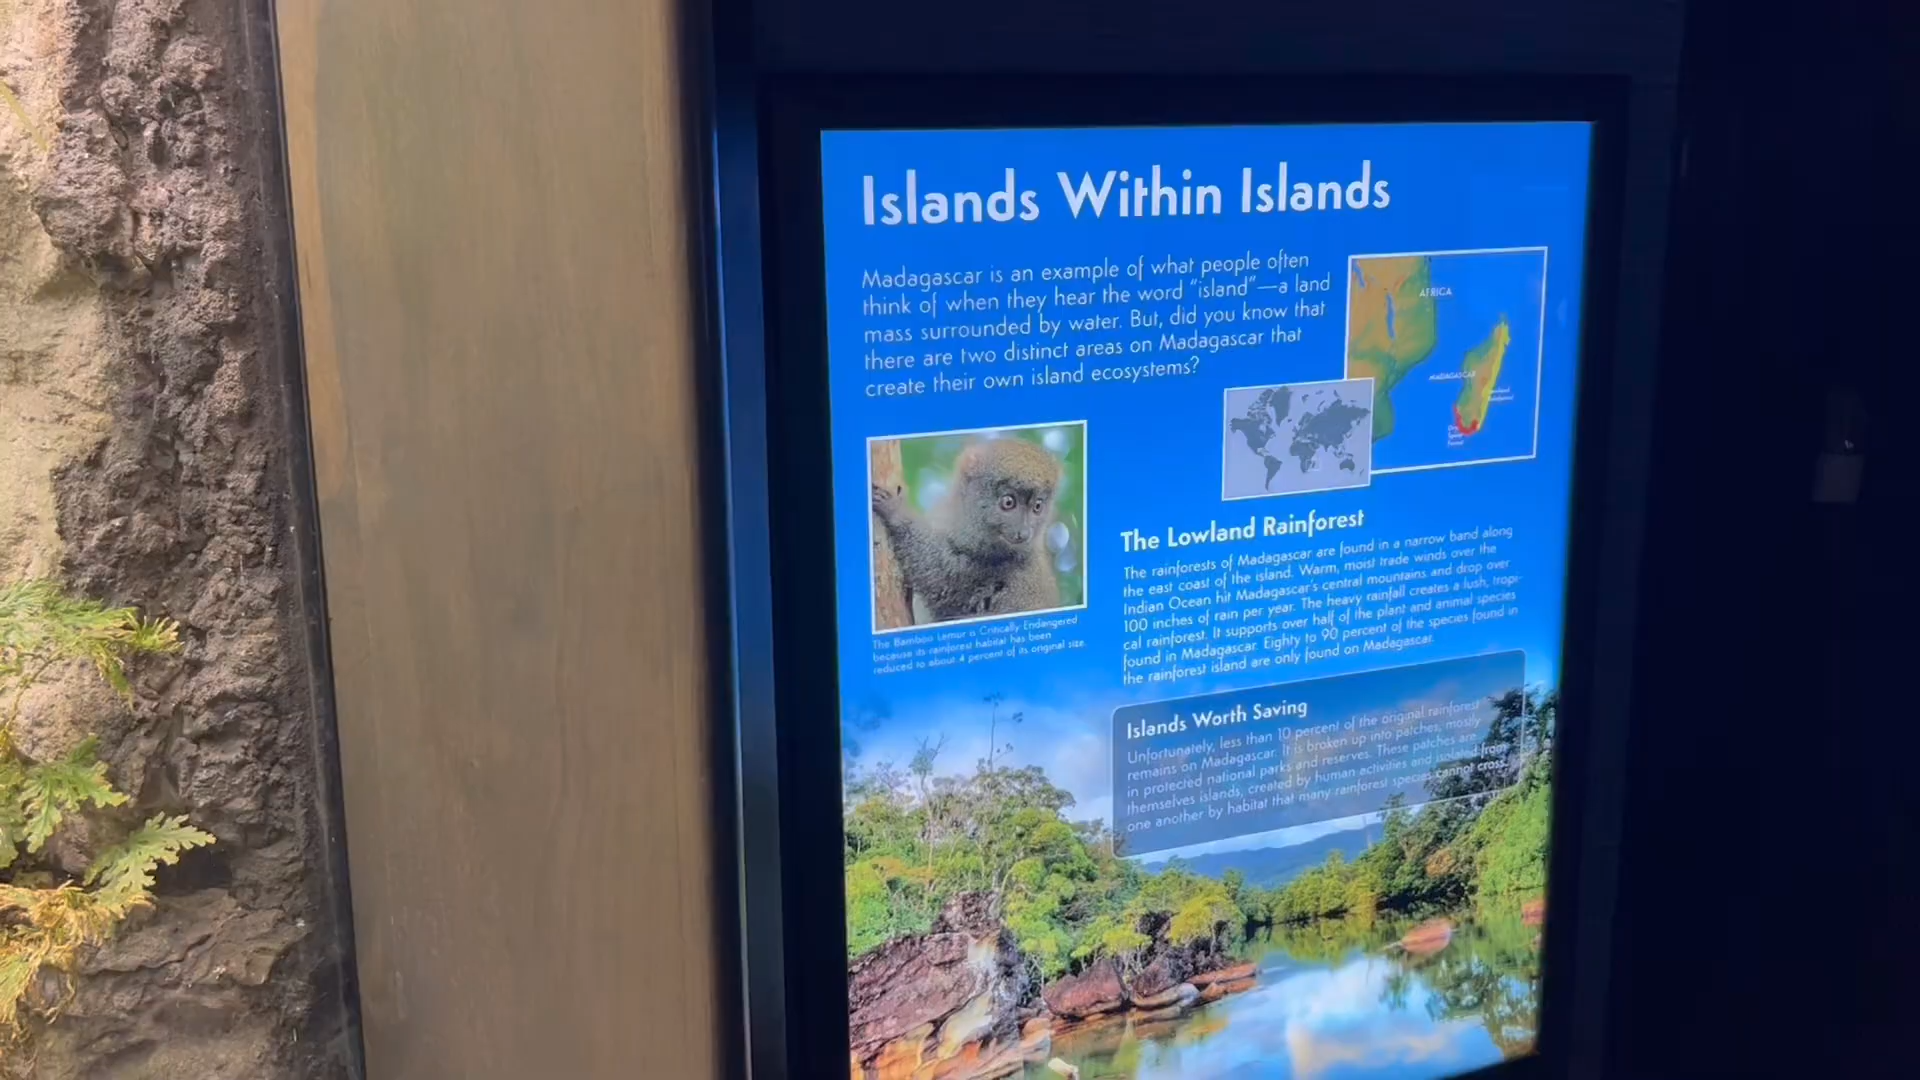 Islands Within Islands
Madagascar is an example of what people often
think of when they hear the word "island"—a land
mass surrounded by water. But, did you know that
there are two distinct areas on Madagascar that
create their own island ecosystems?
AFRICA
MADAGASCAR
Lowland
Rainforest
Dry
Spiny
Forest
The Bamboo Lemur is Critically Endangered
because its rainforest habitat has been
reduced to about 4 percent of its original size.
The Lowland Rainforest
The rainforests of Madagascar are found in a narrow band along
the east coast of the island. Warm, moist trade winds over the
Indian Ocean hit Madagascar's central mountains and drop over
100 inches of rain per year. The heavy rainfall creates a lush, tropi-
cal rainforest. It supports over half of the plant and animal species
found in Madagascar. Eighty to 90 percent of the species found in
the rainforest island are only found on Madagascar.
Islands Worth Saving
Unfortunately, less than 10 percent of the original rainforest
remains on Madagascar. It is broken up into patches, mostly
in protected national parks and reserves. These patches are
themselves islands, created by human activities and isolated from
one another by habitat that many rainforest species cannot cross.